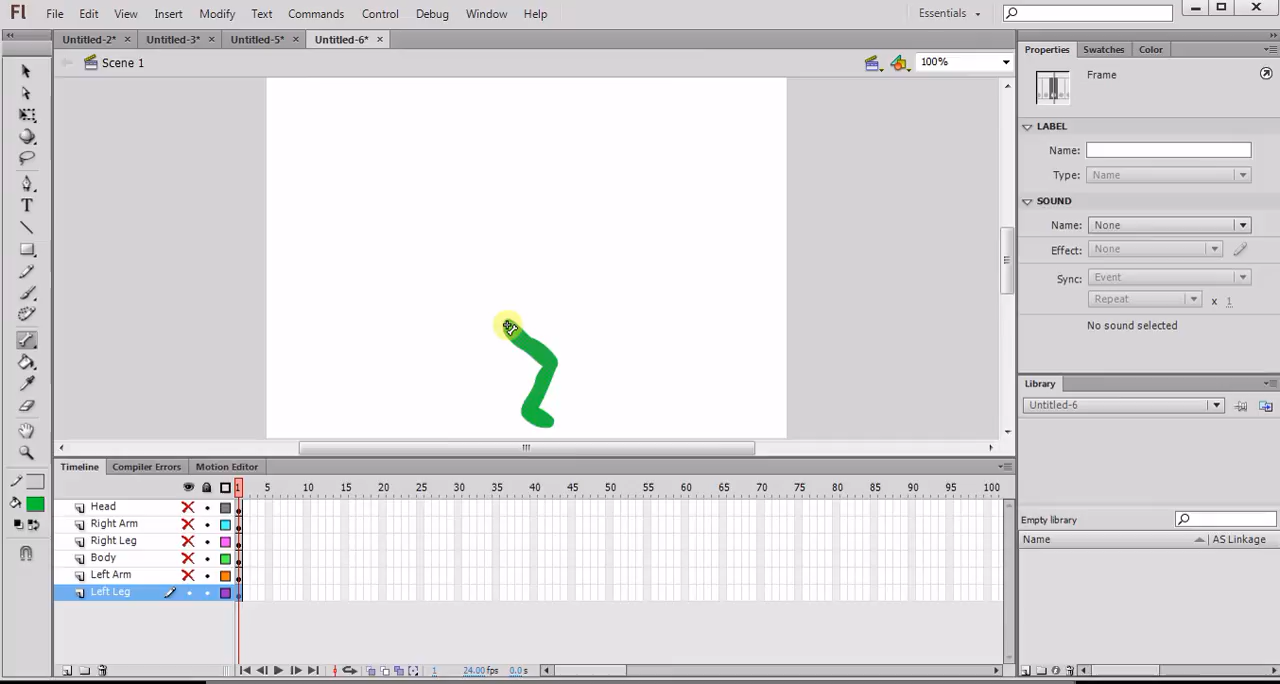 Fl File Edit View Insert Modify Text Commands Control Debug Window Help Essentials
Untitled-2* × Untitled-3* × Untitled-5* × Untitled-6* ×
Scene 1 100%
Properties Swatches Color
Frame
LABEL
Name:
Type: Name
SOUND
Name: None
Effect: None
Sync: Event
Repeat x 1
No sound selected
Library
Untitled-6
Empty library
Name AS Linkage
Timeline Compiler Errors Motion Editor
1 5 10 15 20 25 30 35 40 45 50 55 60 65 70 75 80 85 90 95 100
Head
Right Arm
Right Leg
Body
Left Arm
Left Leg
1 24.00 fps 0.0 s